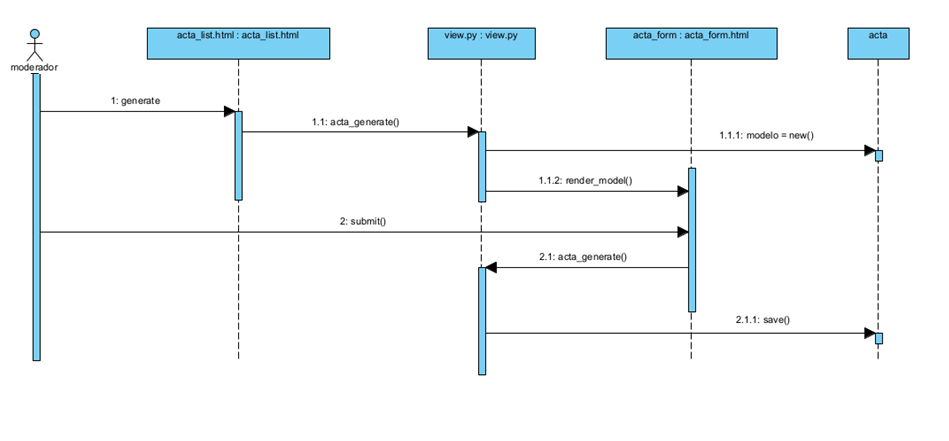 acta_list.html : acta_list.html
view.py : view.py
acta_form : acta_form.html
acta
moderador
1: generate
1.1: acta_generate()
1.1.1: modelo = new()
1.1.2: render_model()
2: submit()
2.1: acta_generate()
2.1.1: save()